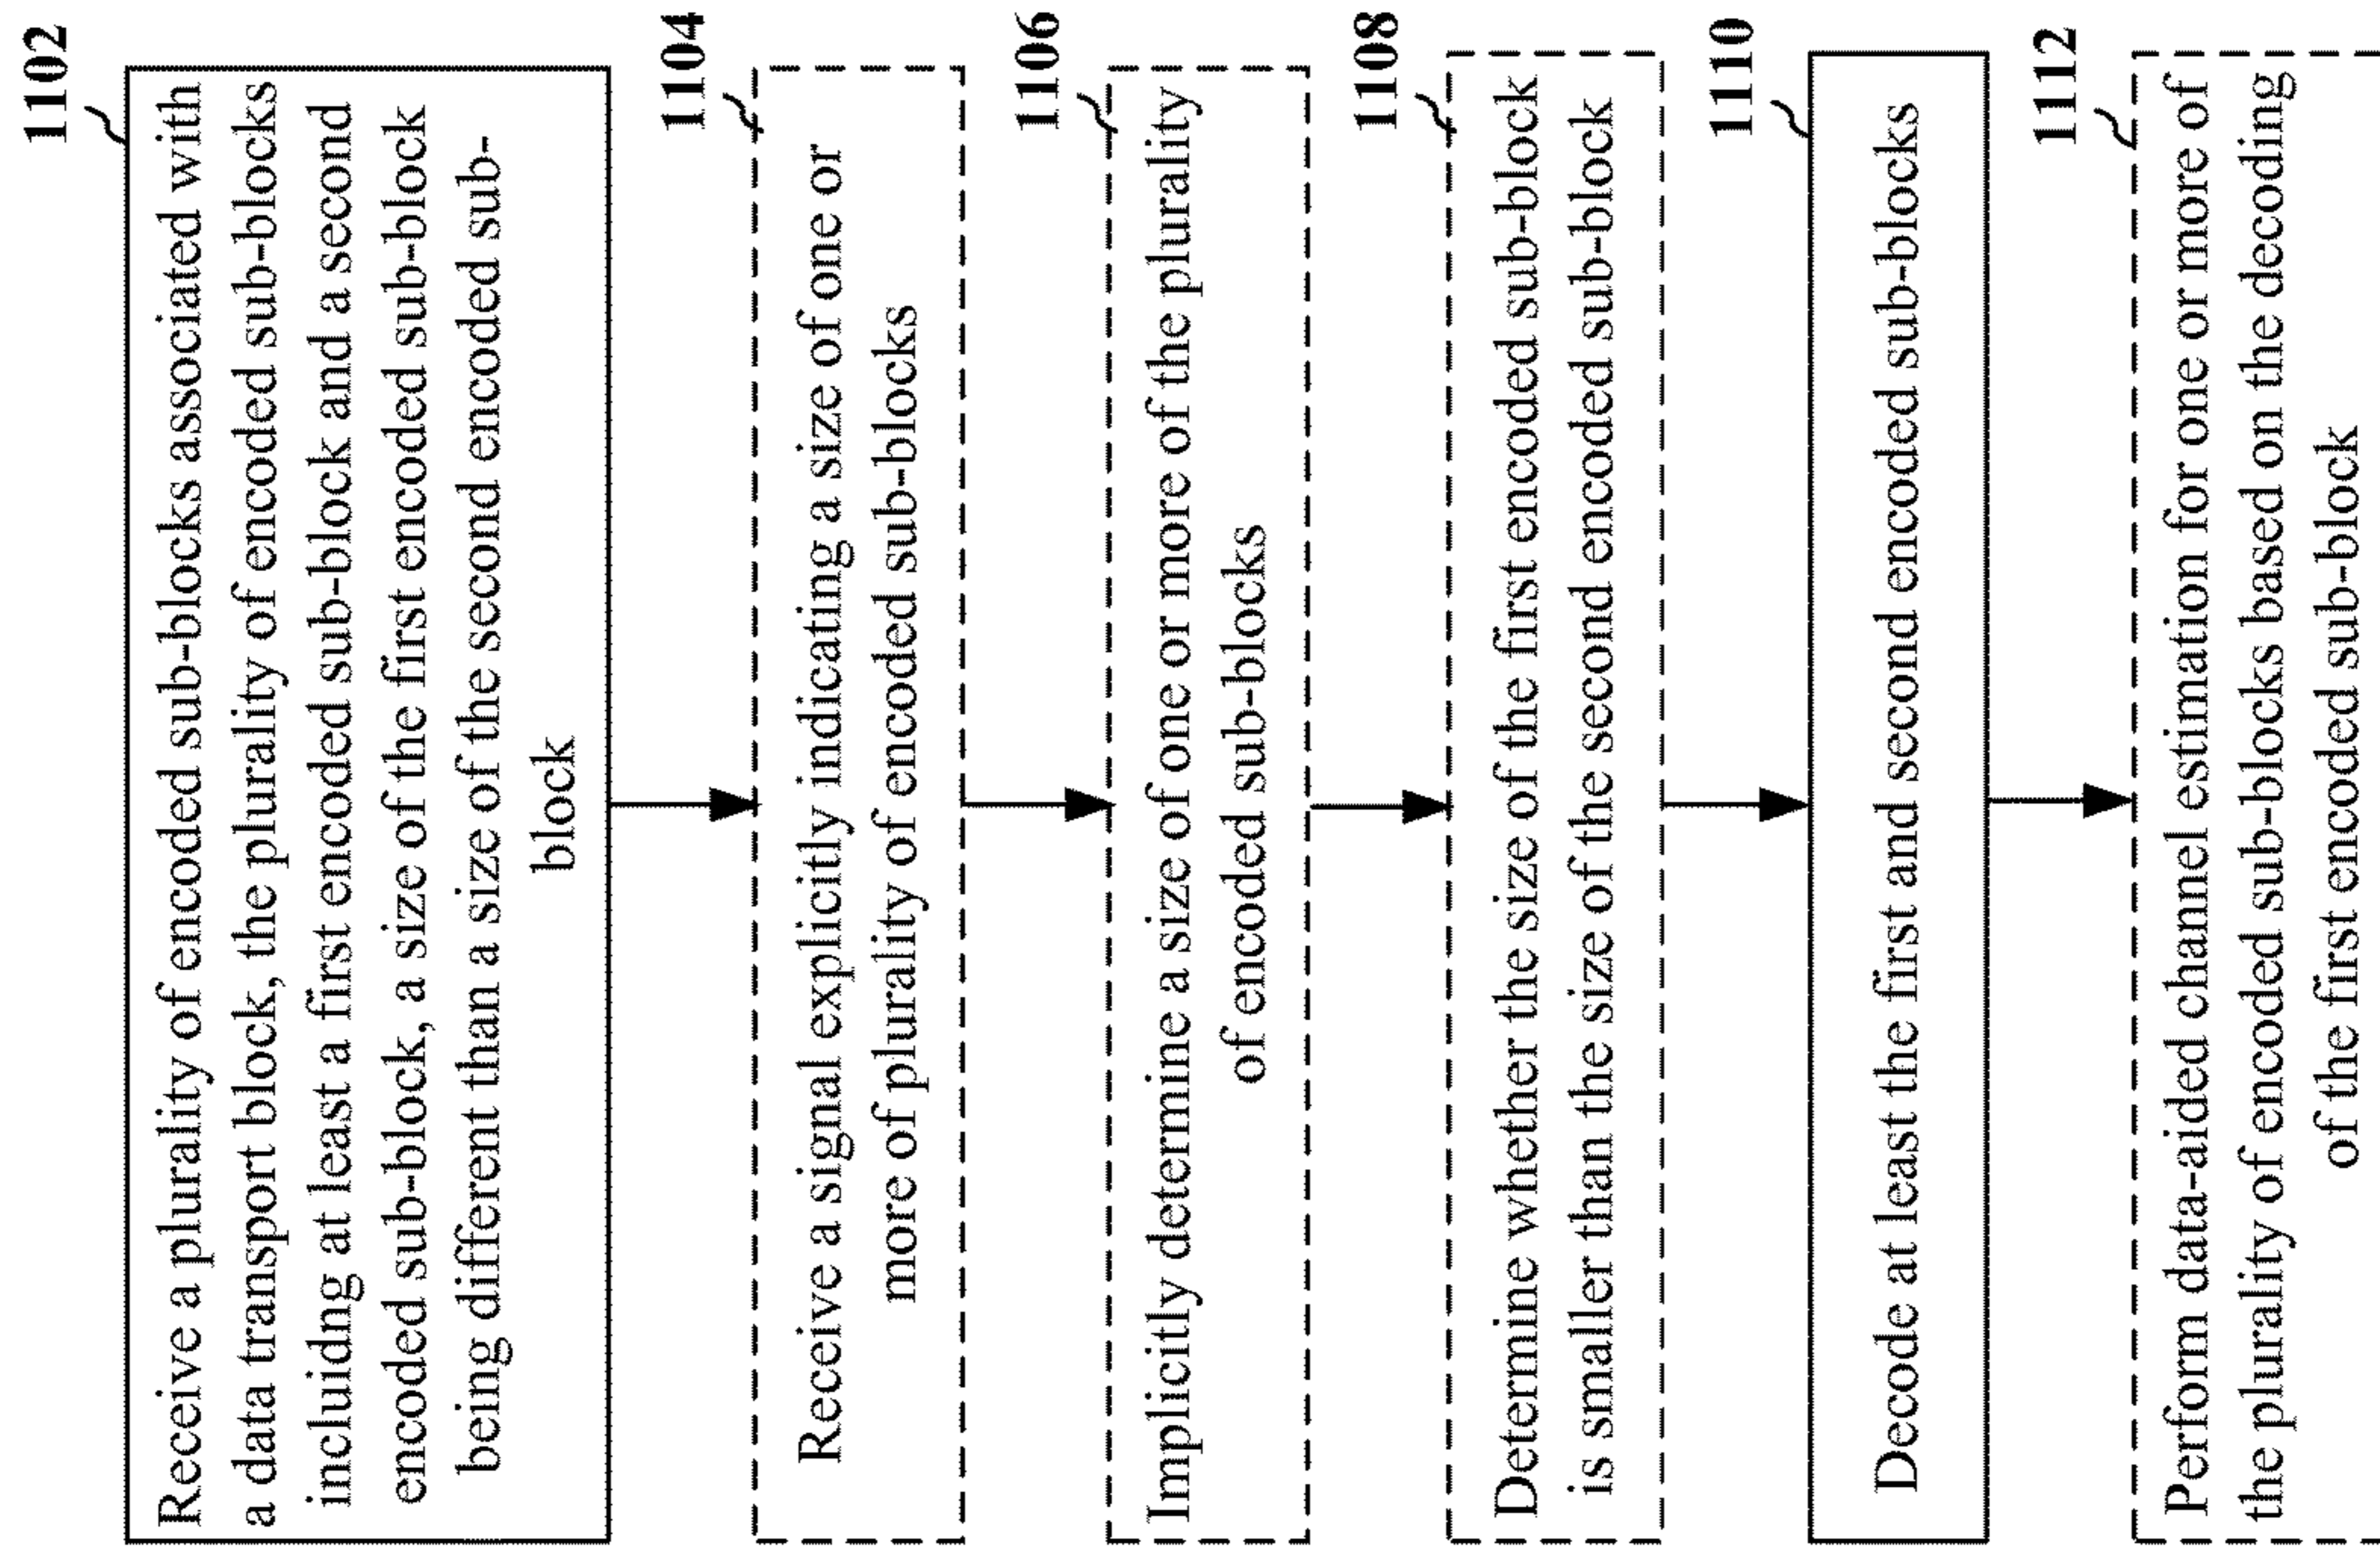 1102
Receive a plurality of encoded sub-blocks associated with
a data transport block, the plurality of encoded sub-blocks
incluidng at least a first encoded sub-block and a second
encoded sub-block, a size of the first encoded sub-block
being different than a size of the second encoded sub-
block
1104
Receive a signal explicitly indicating a size of one or
more of plurality of encoded sub-blocks
1106
Implicitly determine a size of one or more of the plurality
of encoded sub-blocks
1108
Determine whether the size of the first encoded sub-block
is smaller than the size of the second encoded sub-block
1110
Decode at least the first and second encoded sub-blocks
1112
Perform data-aided channel estimation for one or more of
the plurality of encoded sub-blocks based on the decoding
of the first encoded sub-block